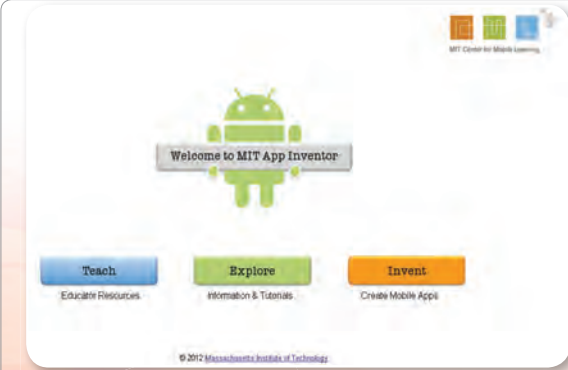 MIT Center for Mobile Learning
Welcome to MIT App Inventor
Teach Explore Invent
Educator Resources Information & Tutorials Create Mobile Apps
© 2012 Massachusetts Institute of Technology